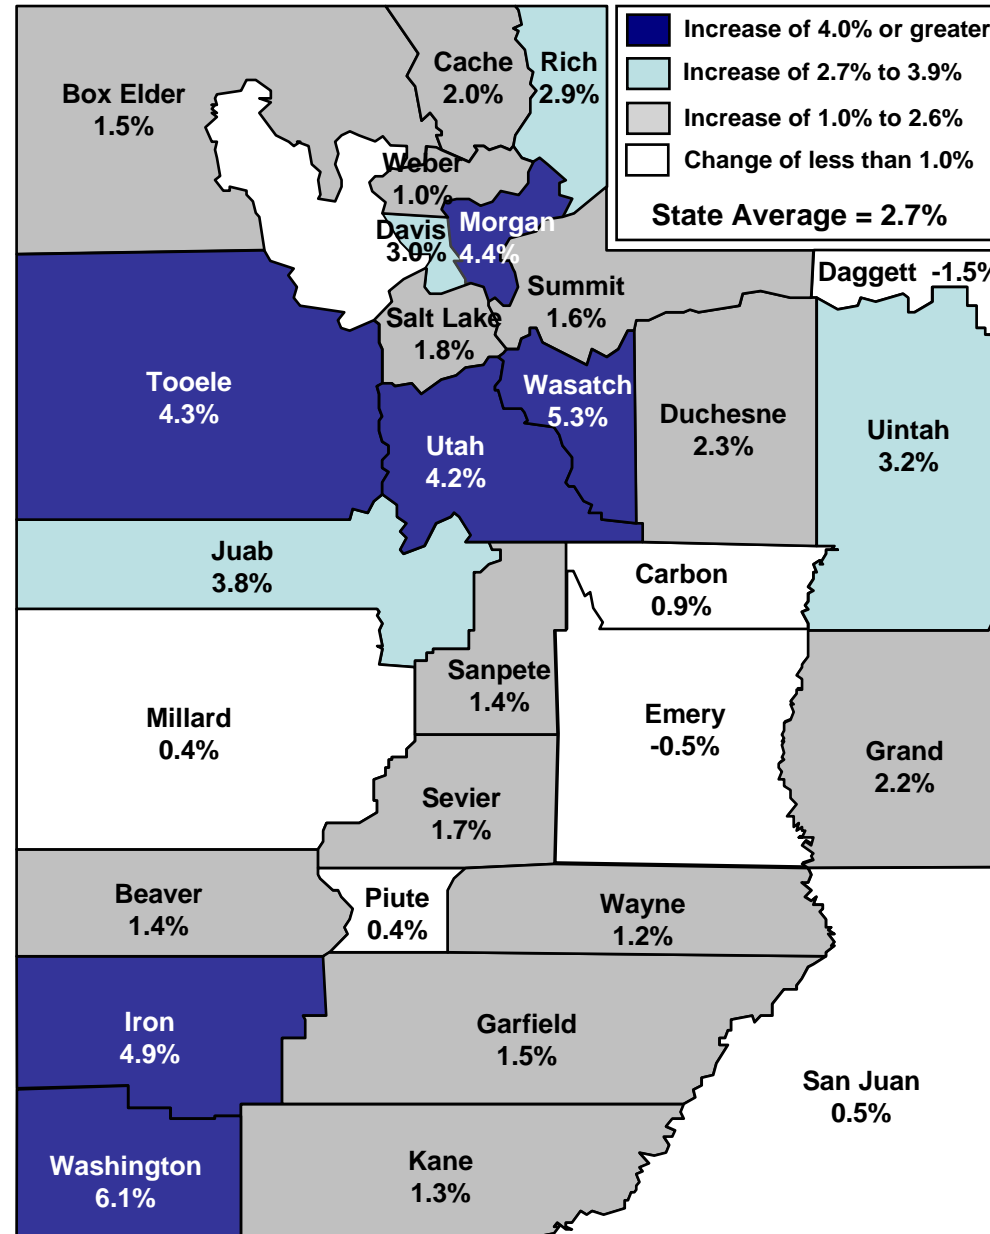 Increase of 4.0% or greater
Increase of 2.7% to 3.9%
Increase of 1.0% to 2.6%
Change of less than 1.0%
State Average = 2.7%
Box Elder
1.5%
Cache
2.0%
Rich
2.9%
Weber
1.0%
Davis
3.0%
Morgan
4.4%
Daggett -1.5%
Summit
1.6%
Salt Lake
1.8%
Tooele
4.3%
Wasatch
5.3%
Duchesne
2.3%
Uintah
3.2%
Utah
4.2%
Juab
3.8%
Carbon
0.9%
Sanpete
1.4%
Millard
0.4%
Emery
-0.5%
Grand
2.2%
Sevier
1.7%
Beaver
1.4%
Piute
0.4%
Wayne
1.2%
Iron
4.9%
Garfield
1.5%
San Juan
0.5%
Washington
6.1%
Kane
1.3%